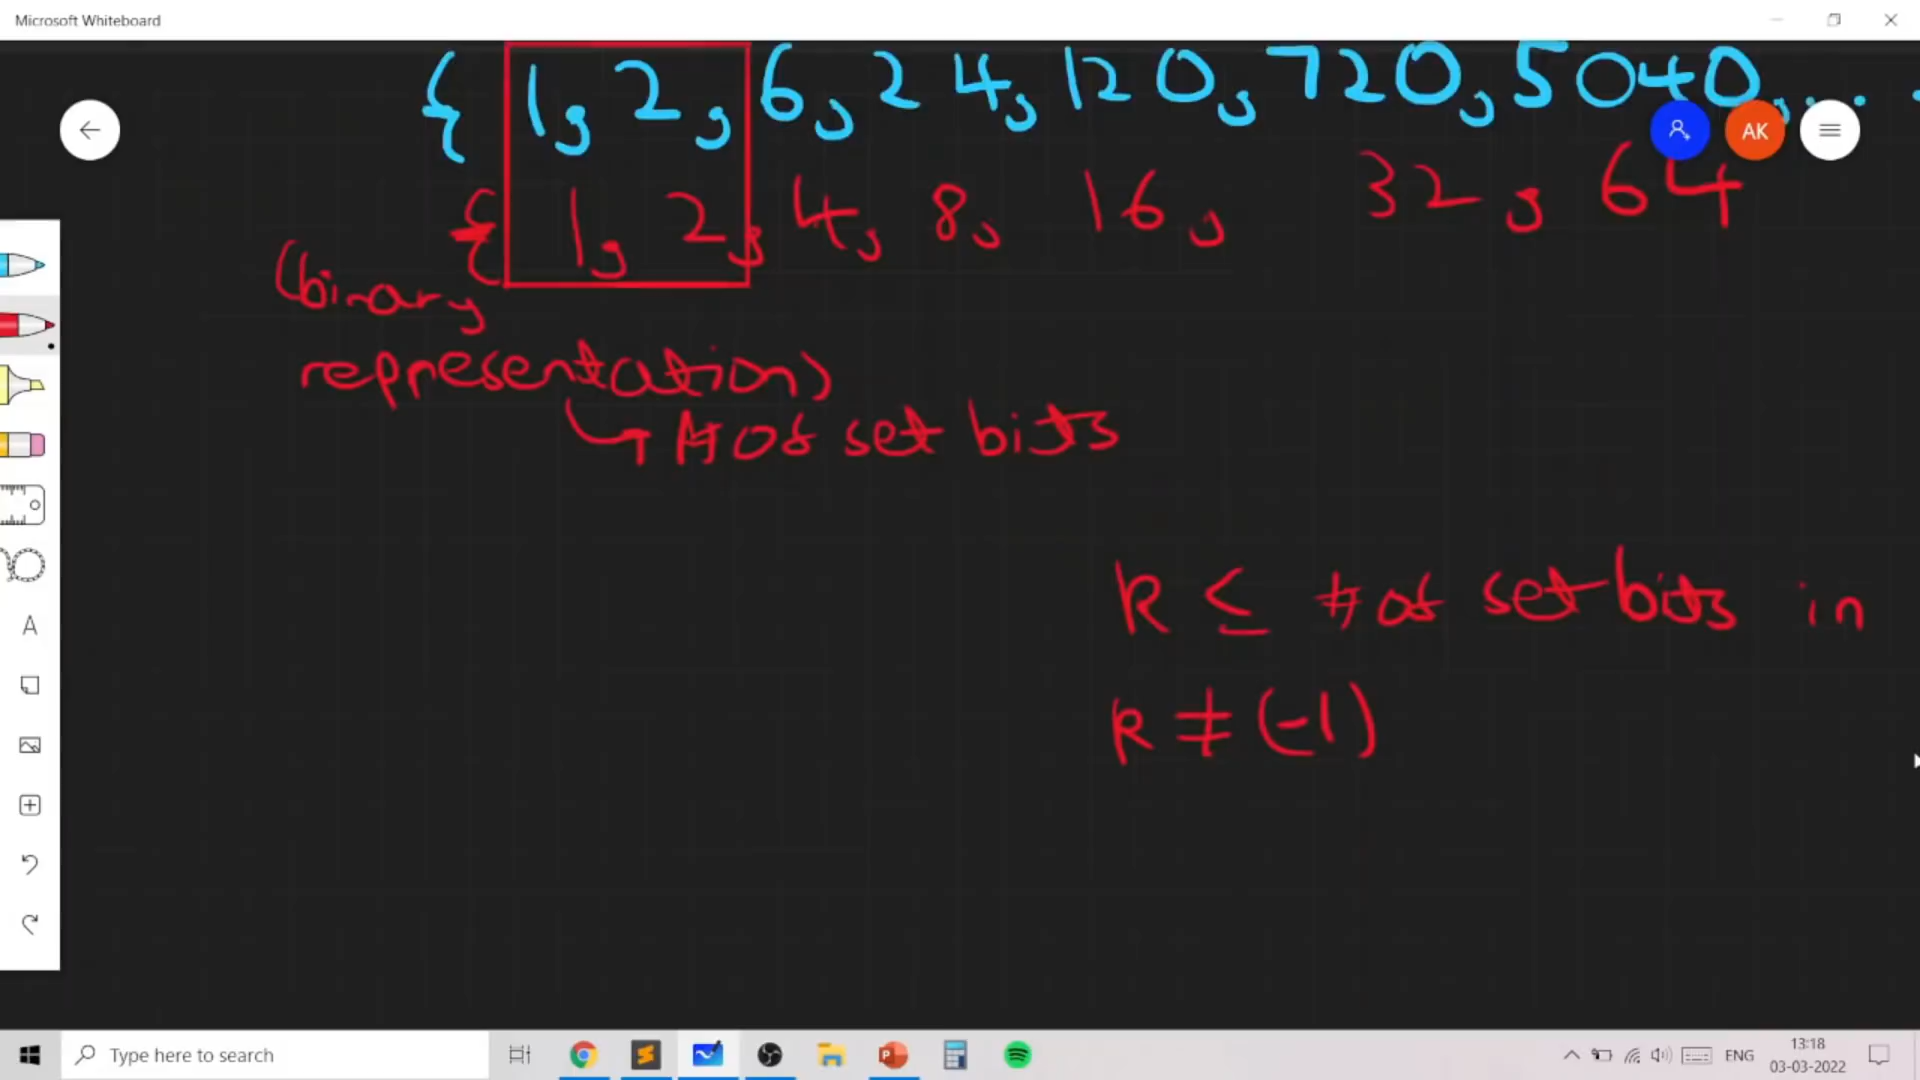 Microsoft Whiteboard
{ 1, 2, 6, 24, 120, 720, 5040, ...
AK
{ 1, 2, 4, 8, 16, 32, 64
(binary
representation)
↳ # of set bits
k ≤ # of set bits in
k ≠ (-1)
A
Type here to search
ENG
13:18
03-03-2022